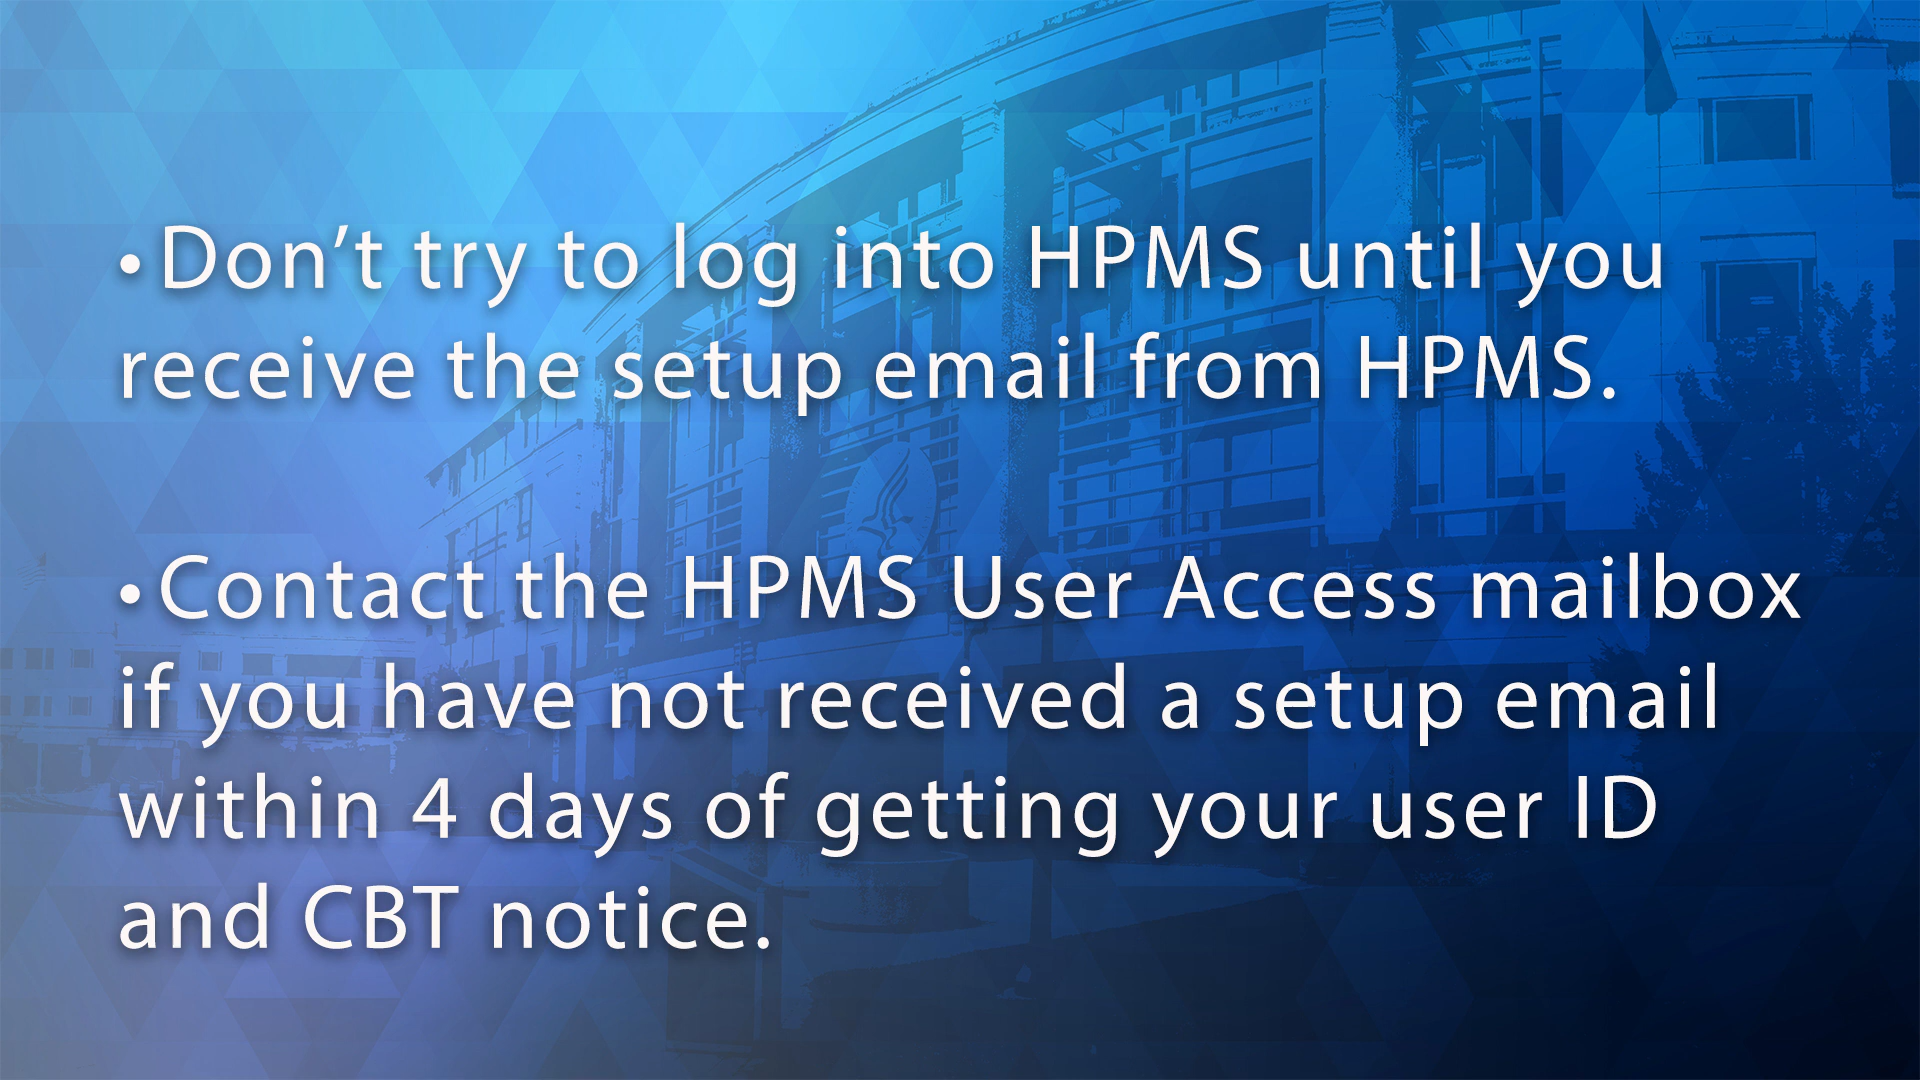 • Don’t try to log into HPMS until you
receive the setup email from HPMS.
• Contact the HPMS User Access mailbox
if you have not received a setup email
within 4 days of getting your user ID
and CBT notice.